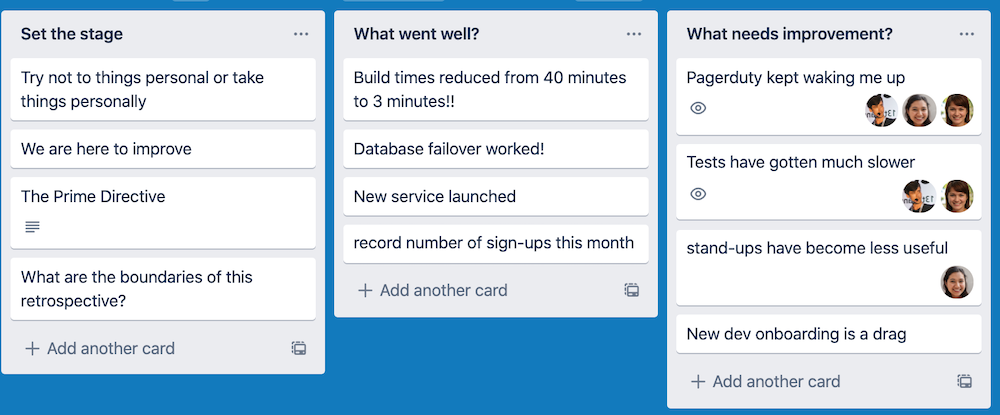 Set the stage
Try not to things personal or take
things personally
We are here to improve
The Prime Directive
What are the boundaries of this
retrospective?
+ Add another card
What went well?
Build times reduced from 40 minutes
to 3 minutes!!
Database failover worked!
New service launched
record number of sign-ups this month
+ Add another card
What needs improvement?
Pagerduty kept waking me up
Tests have gotten much slower
stand-ups have become less useful
New dev onboarding is a drag
+ Add another card